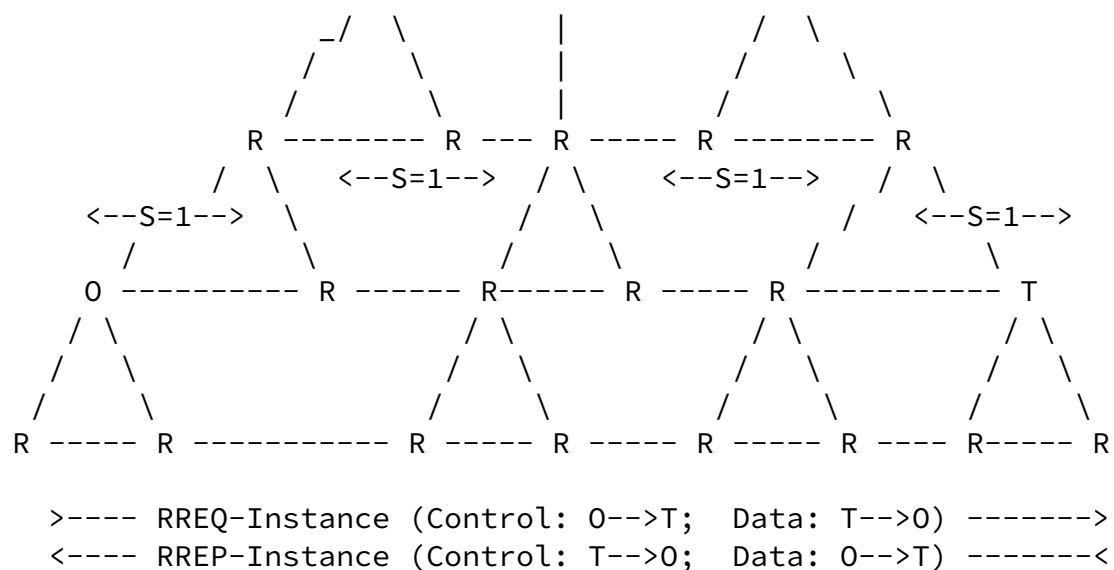 R -------- R --- R ----- R -------- R
<--S=1--> <--S=1-->
<--S=1--> <--S=1-->
O ---------- R ------ R------ R ----- R ----------- T
R ----- R ----------- R ----- R ----- R ----- R ---- R----- R
>---- RREQ-Instance (Control: O-->T; Data: T-->O) ------->
<---- RREP-Instance (Control: T-->O; Data: O-->T) -------<